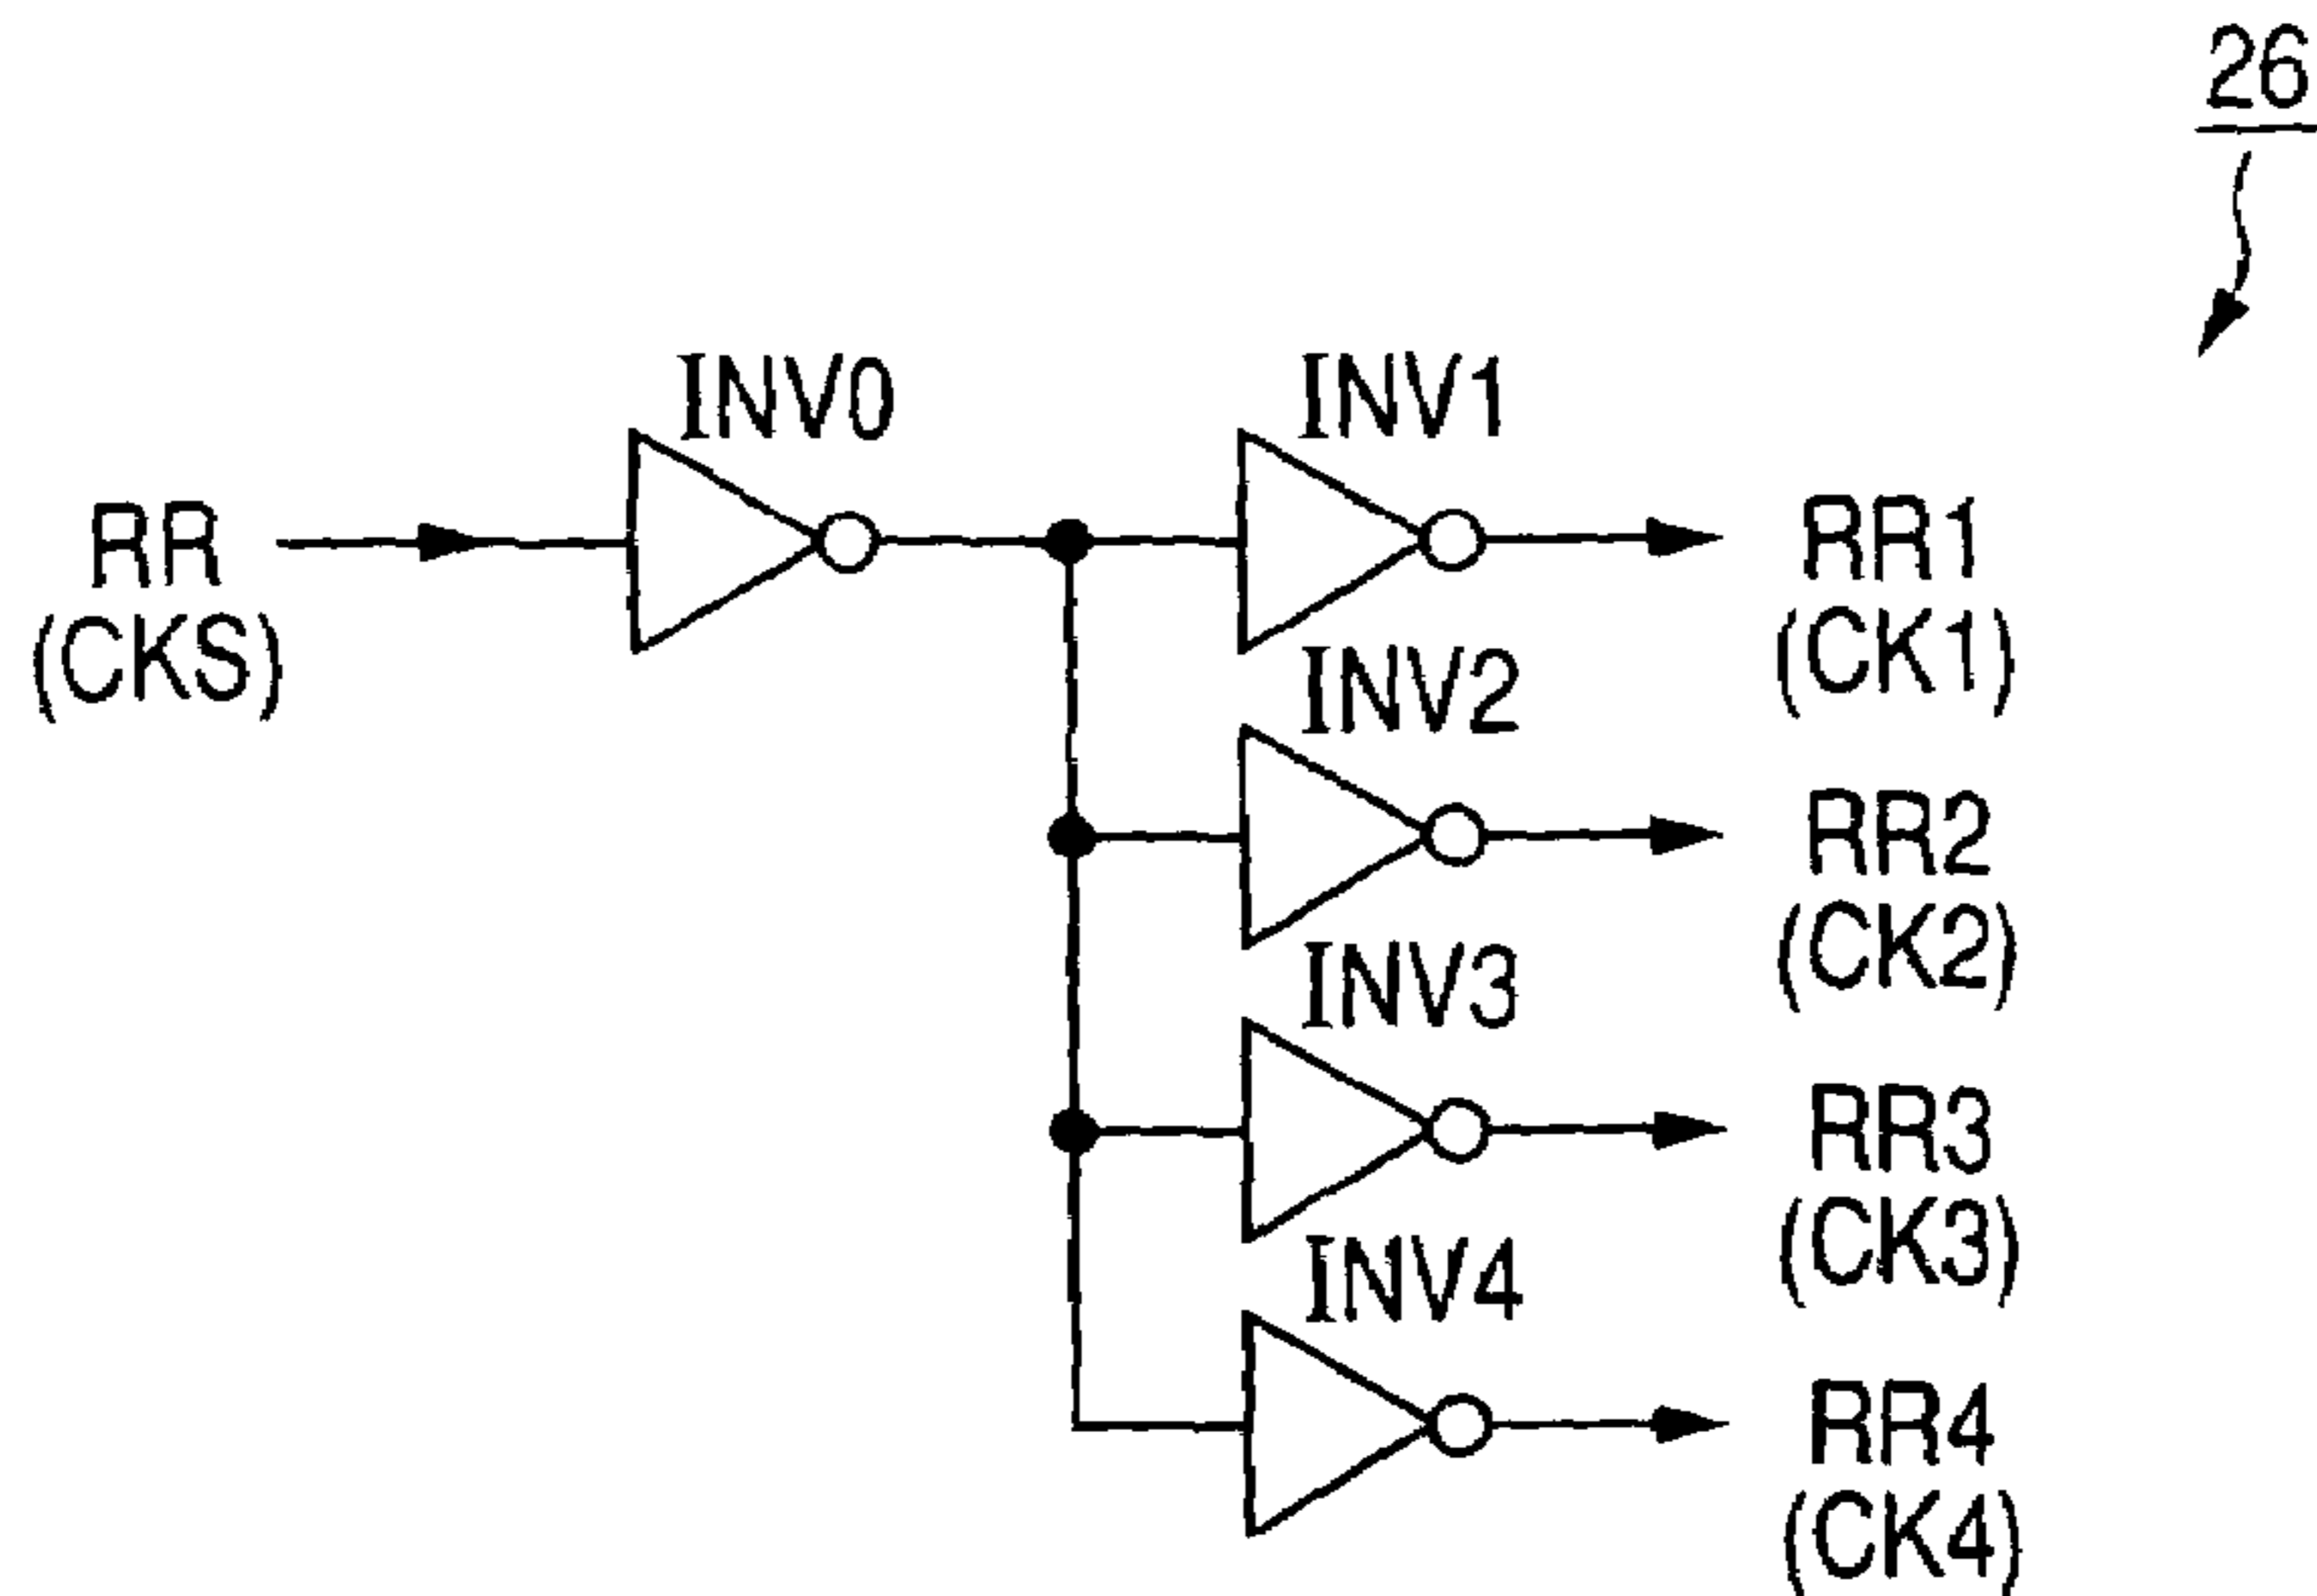 26
INV0
INV1
RR
(CKS)
RR1
(CK1)
INV2
RR2
(CK2)
INV3
RR3
(CK3)
INV4
RR4
(CK4)